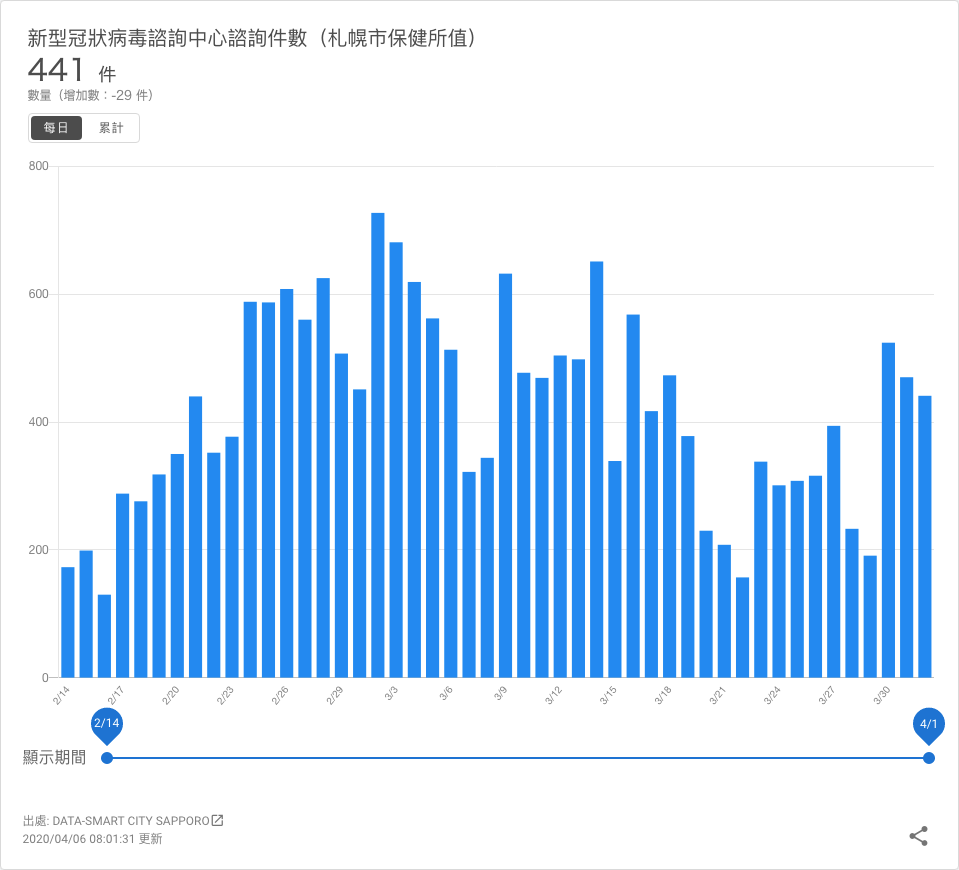 新型冠狀病毒諮詢中心諮詢件數（札幌市保健所值）
441 件
數量（增加數：-29 件）
每日 累計
800
600
400
200
0
2/14 2/17 2/20 2/23 2/26 2/29 3/3 3/6 3/9 3/12 3/15 3/18 3/21 3/24 3/27 3/30
2/14 4/1
顯示期間
出處: DATA-SMART CITY SAPPORO
2020/04/06 08:01:31 更新